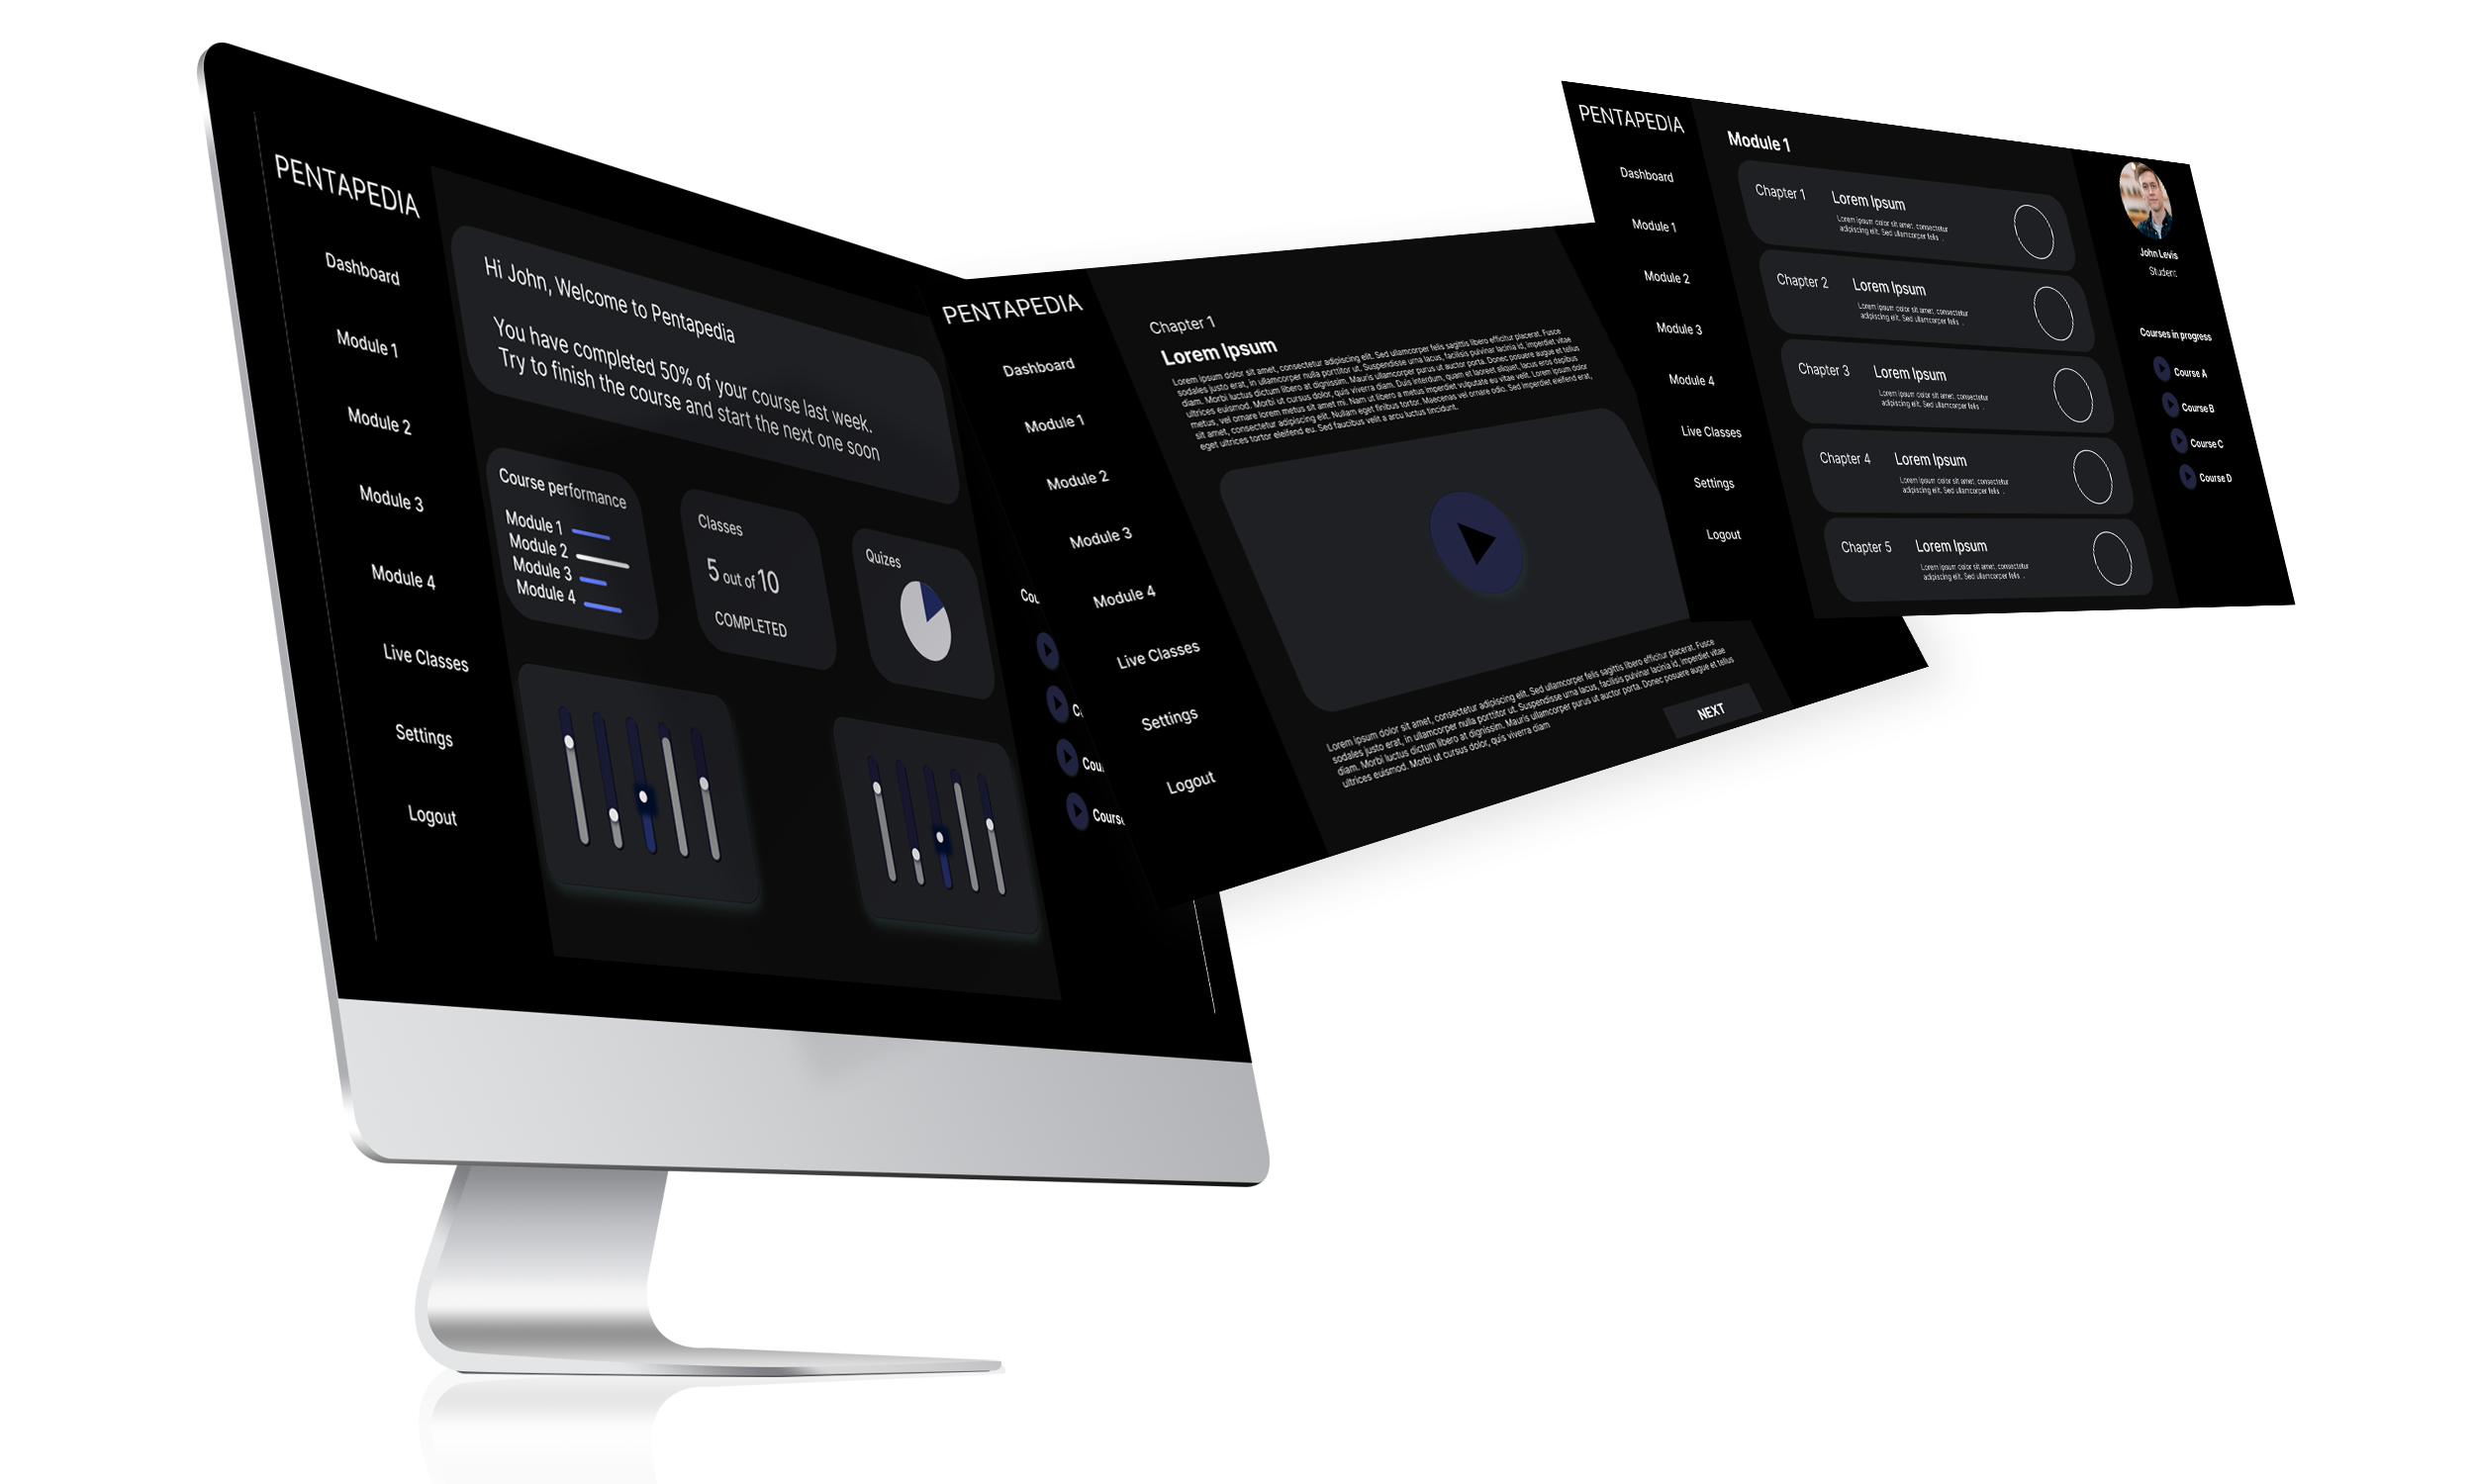 PENTAPEDIA
Dashboard
Module 1
Module 2
Module 3
Module 4
Live Classes
Settings
Logout
Hi John, Welcome to Pentapedia
You have completed 50% of your course last week.
Try to finish the course and start the next one soon
Course performance
Module 1
Module 2
Module 3
Module 4
Classes
5 out of 10
COMPLETED
Quizes
Cou
C
Cou
Course
PENTAPEDIA
Dashboard
Module 1
Module 2
Module 3
Module 4
Live Classes
Settings
Logout
Chapter 1
Lorem Ipsum
Lorem ipsum dolor sit amet, consectetur adipiscing elit. Sed ullamcorper felis sagittis libero efficitur placerat. Fusce
sodales justo erat, in ullamcorper nulla porttitor ut. Suspendisse urna lacus, facilisis pulvinar lacinia id, imperdiet vitae
diam. Morbi luctus dictum libero at dignissim. Mauris ullamcorper purus ut auctor porta. Donec posuere augue et tellus
ultrices euismod. Morbi ut cursus dolor, quis viverra diam. Duis interdum, quam et laoreet aliquet, lacus eros dapibus
metus, vel ornare lorem metus sit amet mi. Nam ut libero a metus imperdiet vulputate eu vitae velit. Lorem ipsum dolor
sit amet, consectetur adipiscing elit. Nullam eget finibus tortor. Maecenas vel ornare odio. Sed imperdiet eleifend erat,
eget ultrices tortor eleifend eu. Sed faucibus velit a arcu luctus tincidunt.
Lorem ipsum dolor sit amet, consectetur adipiscing elit. Sed ullamcorper felis sagittis libero efficitur placerat. Fusce
sodales justo erat, in ullamcorper nulla porttitor ut. Suspendisse urna lacus, facilisis pulvinar lacinia id, imperdiet vitae
diam. Morbi luctus dictum libero at dignissim. Mauris ullamcorper purus ut auctor porta. Donec posuere augue et tellus
ultrices euismod. Morbi ut cursus dolor, quis viverra diam
NEXT
PENTAPEDIA
Dashboard
Module 1
Module 2
Module 3
Module 4
Live Classes
Settings
Logout
Module 1
Chapter 1
Lorem Ipsum
Lorem ipsum dolor sit amet, consectetur
adipiscing elit. Sed ullamcorper felis .
Chapter 2
Lorem Ipsum
Lorem ipsum dolor sit amet, consectetur
adipiscing elit. Sed ullamcorper felis .
Chapter 3
Lorem Ipsum
Lorem ipsum dolor sit amet, consectetur
adipiscing elit. Sed ullamcorper felis .
Chapter 4
Lorem Ipsum
Lorem ipsum dolor sit amet, consectetur
adipiscing elit. Sed ullamcorper felis .
Chapter 5
Lorem Ipsum
Lorem ipsum dolor sit amet, consectetur
adipiscing elit. Sed ullamcorper felis .
John Levis
Student
Courses in progress
Course A
Course B
Course C
Course D